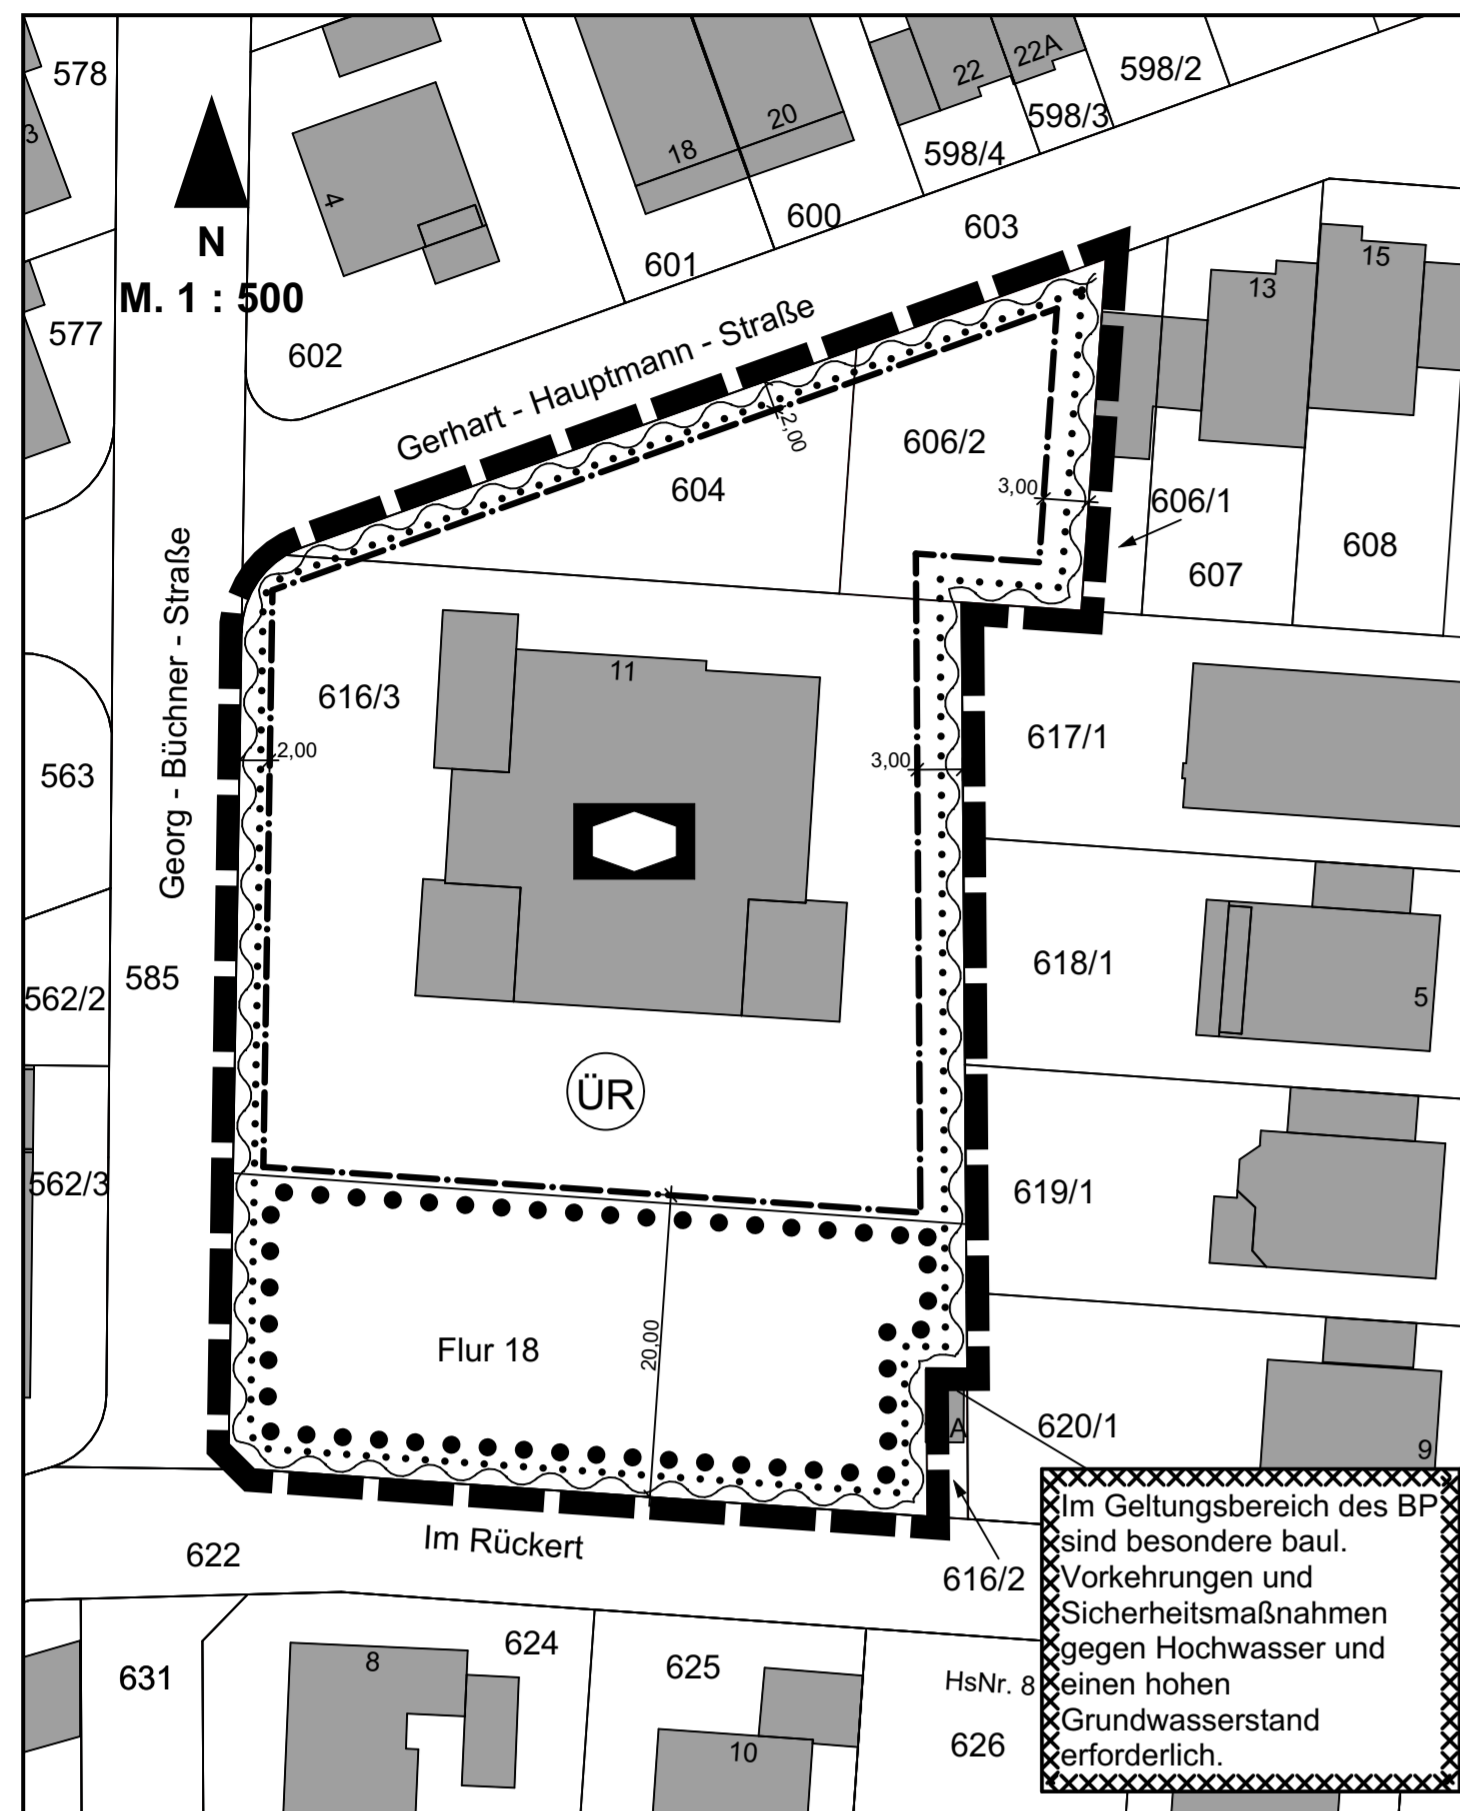 578
22
22A
598/2
3
598/3
20
18
598/4
4
600
603
N
601
15
13
M. 1 : 500
577
602
Gerhart - Hauptmann - Straße
2,00
606/2
604
3,00
606/1
608
607
Georg - Büchner - Straße
11
616/3
617/1
2,00
3,00
563
618/1
585
562/2
5
ÜR
562/3
619/1
Flur 18
20,00
A
620/1
9
Im Rückert
622
616/2
Im Geltungsbereich des BP
sind besondere baul.
Vorkehrungen und
Sicherheitsmaßnahmen
gegen Hochwasser und
einen hohen
Grundwasserstand
erforderlich.
624
8
625
631
HsNr. 8
10
626